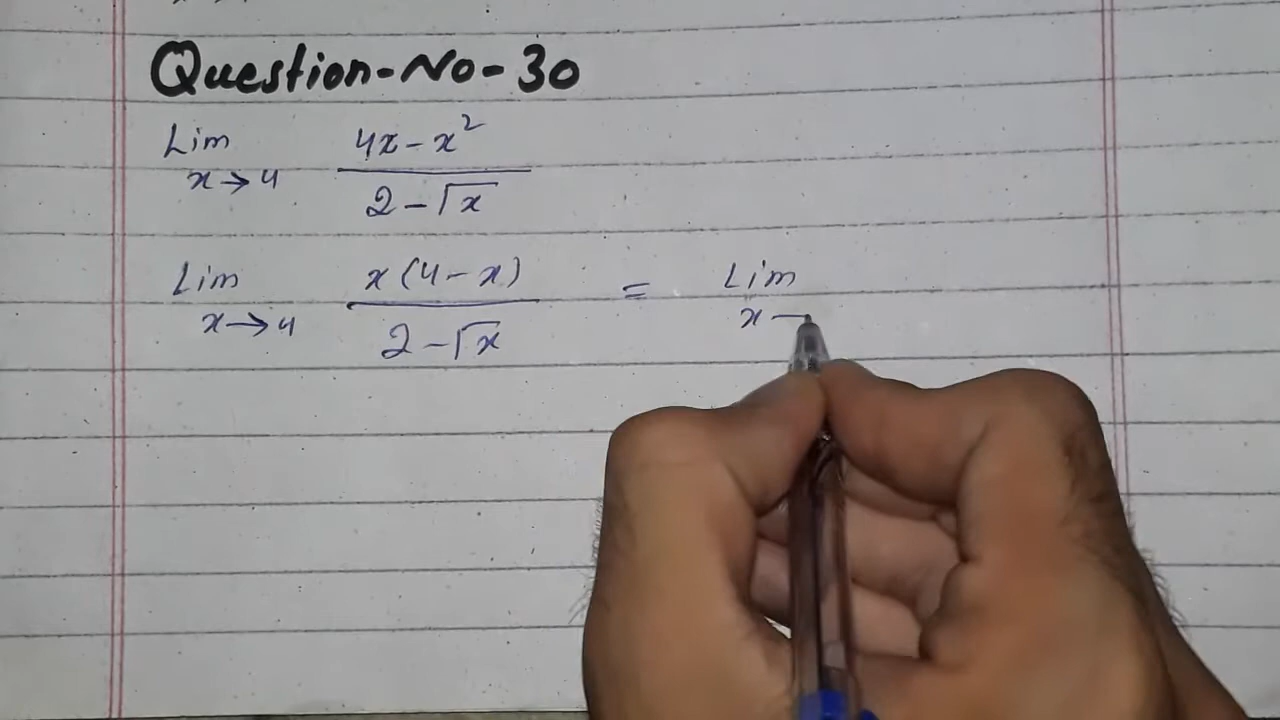 Question-No-30
Lim x→4 (4x-x²)/(2-√x)
Lim x→4 x(4-x)/(2-√x) = Lim x—